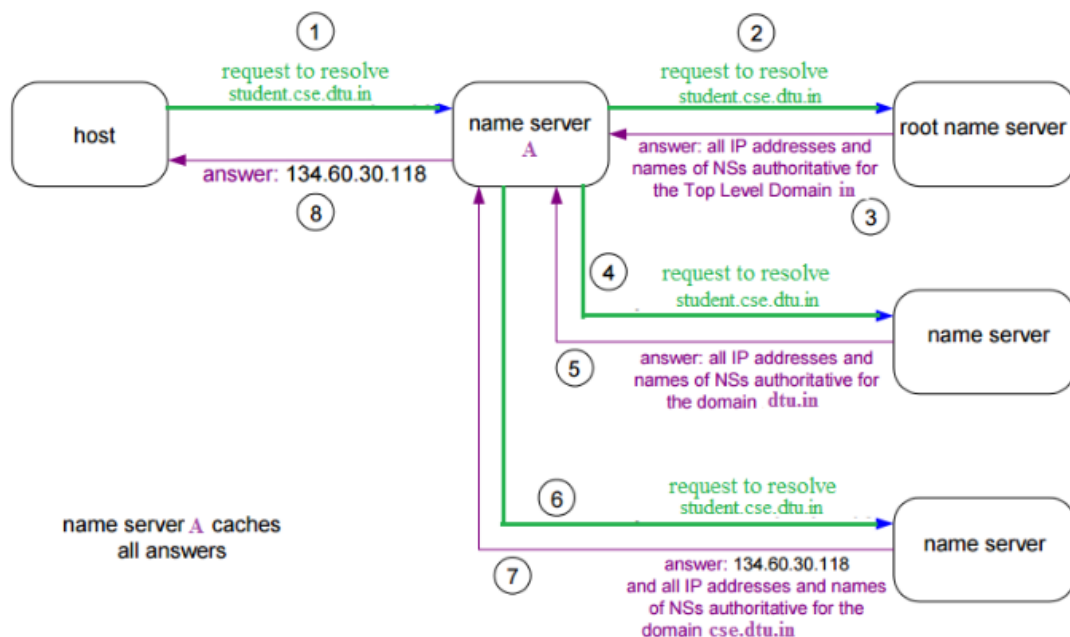 1
2
request to resolve
student.cse.dtu.in
request to resolve
student.cse.dtu.in
host
name server
A
root name server
answer: 134.60.30.118
8
answer: all IP addresses and
names of NSs authoritative for
the Top Level Domain in
3
4
request to resolve
student.cse.dtu.in
name server
5
answer: all IP addresses and
names of NSs authoritative for
the domain dtu.in
6
request to resolve
student.cse.dtu.in
name server
name server A caches
all answers
7
answer: 134.60.30.118
and all IP addresses and names
of NSs authoritative for the
domain cse.dtu.in